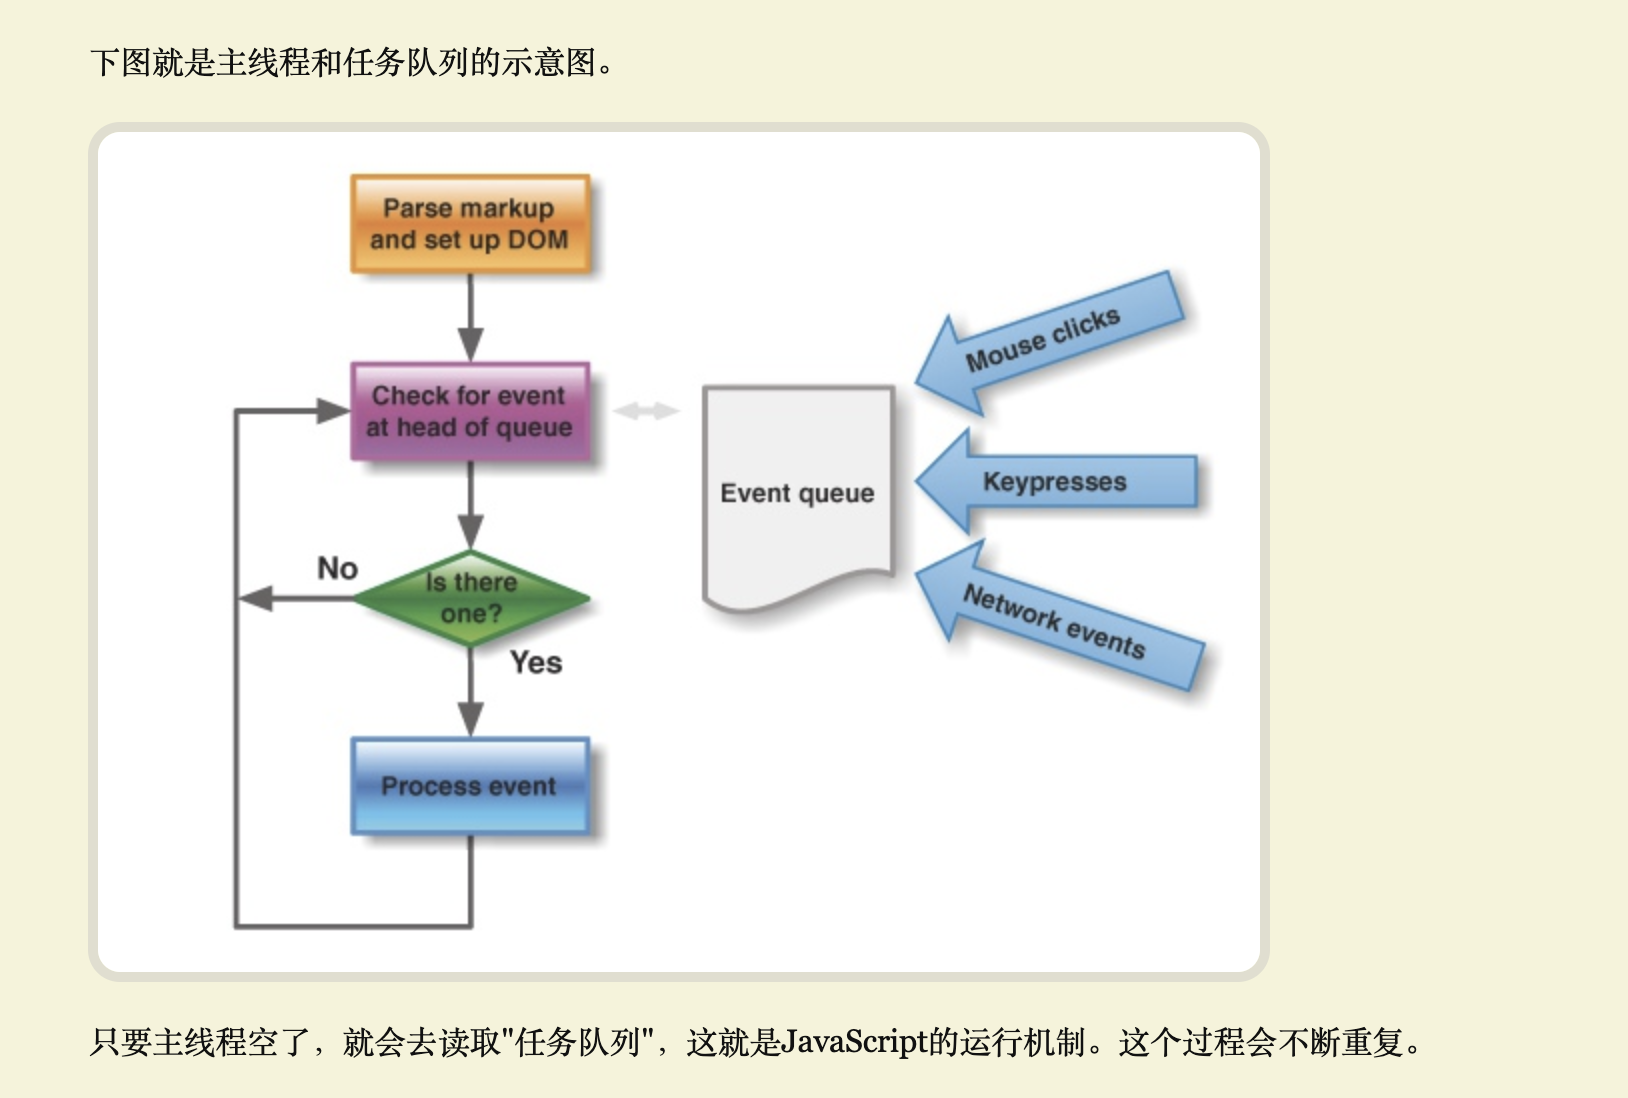 下图就是主线程和任务队列的示意图。
Parse markup
and set up DOM
Check for event
at head of queue
Is there
one?
No
Yes
Process event
Event queue
Mouse clicks
Keypresses
Network events
只要主线程空了，就会去读取"任务队列"，这就是JavaScript的运行机制。这个过程会不断重复。